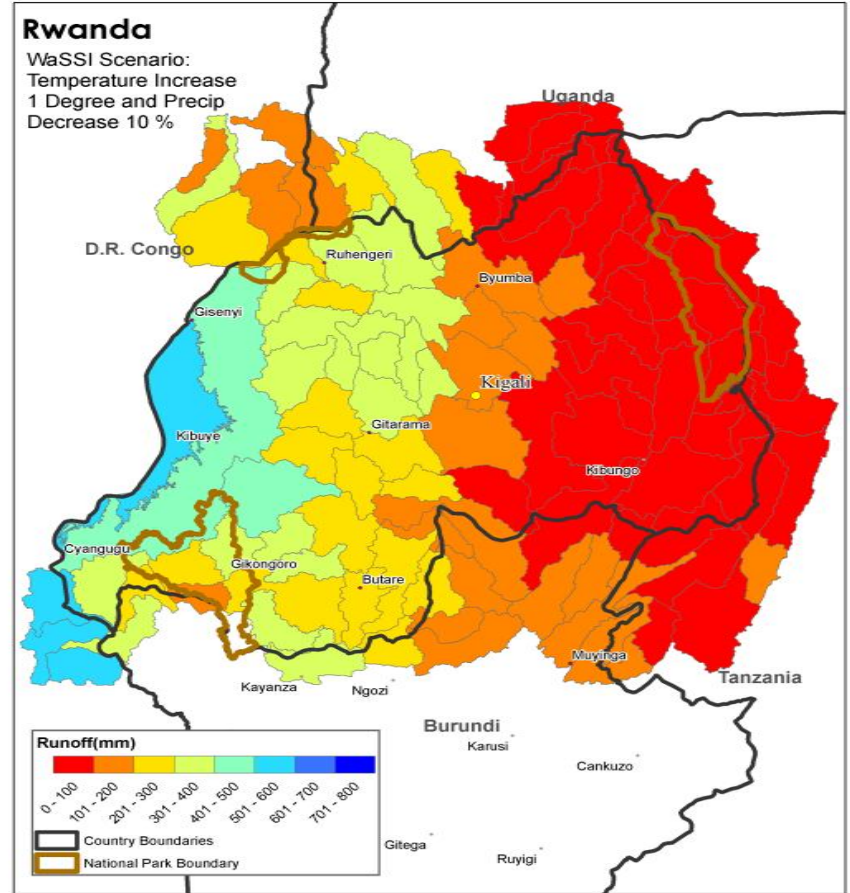 Rwanda
WaSSI Scenario:
Temperature Increase
1 Degree and Precip
Decrease 10 %
Uganda
D.R. Congo
Ruhengeri
Byumba
Gisenyi
Kigali
Gitarama
Kibuye
Kibungo
Cyangugu
Gikongoro
Butare
Muyinga
Tanzania
Kayanza
Ngozi
Burundi
Karusi
Cankuzo
Gitega
Ruyigi
Runoff(mm)
0 - 100
101 - 200
201 - 300
301 - 400
401 - 500
501 - 600
601 - 700
701 - 800
Country Boundaries
National Park Boundary